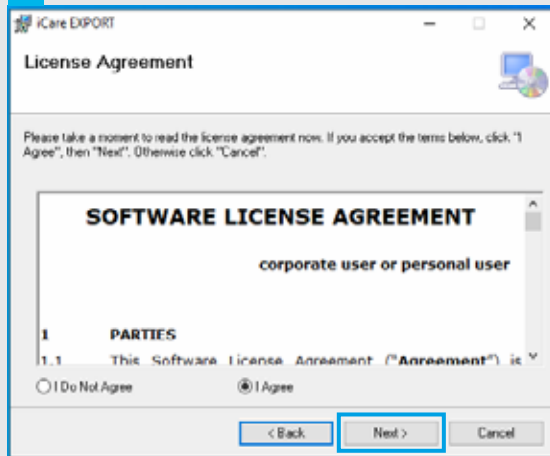 iCare EXPORT
License Agreement
Please take a moment to read the license agreement now. If you accept the terms below, click "I
Agree", then "Next". Otherwise click "Cancel".
SOFTWARE LICENSE AGREEMENT
corporate user or personal user
1 PARTIES
1.1 This Software License Agreement ("Agreement") is
I Do Not Agree I Agree
< Back Next > Cancel